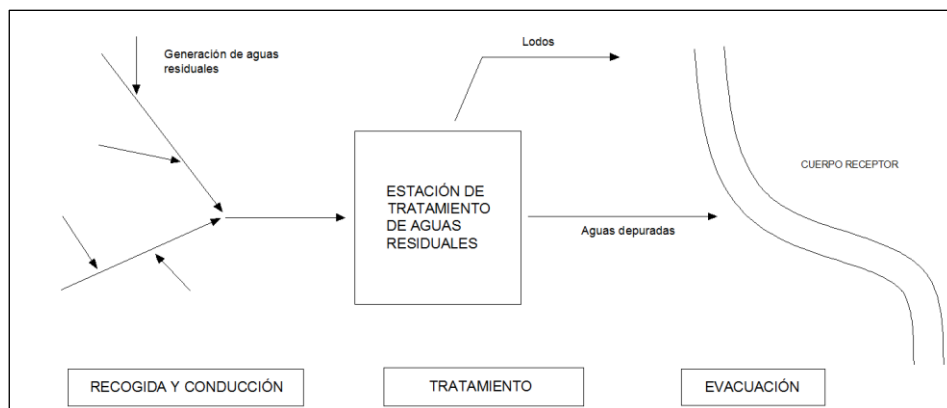 Generación de aguas
residuales
Lodos
CUERPO RECEPTOR
ESTACIÓN DE
TRATAMIENTO
DE AGUAS
RESIDUALES
Aguas depuradas
RECOGIDA Y CONDUCCIÓN
TRATAMIENTO
EVACUACIÓN